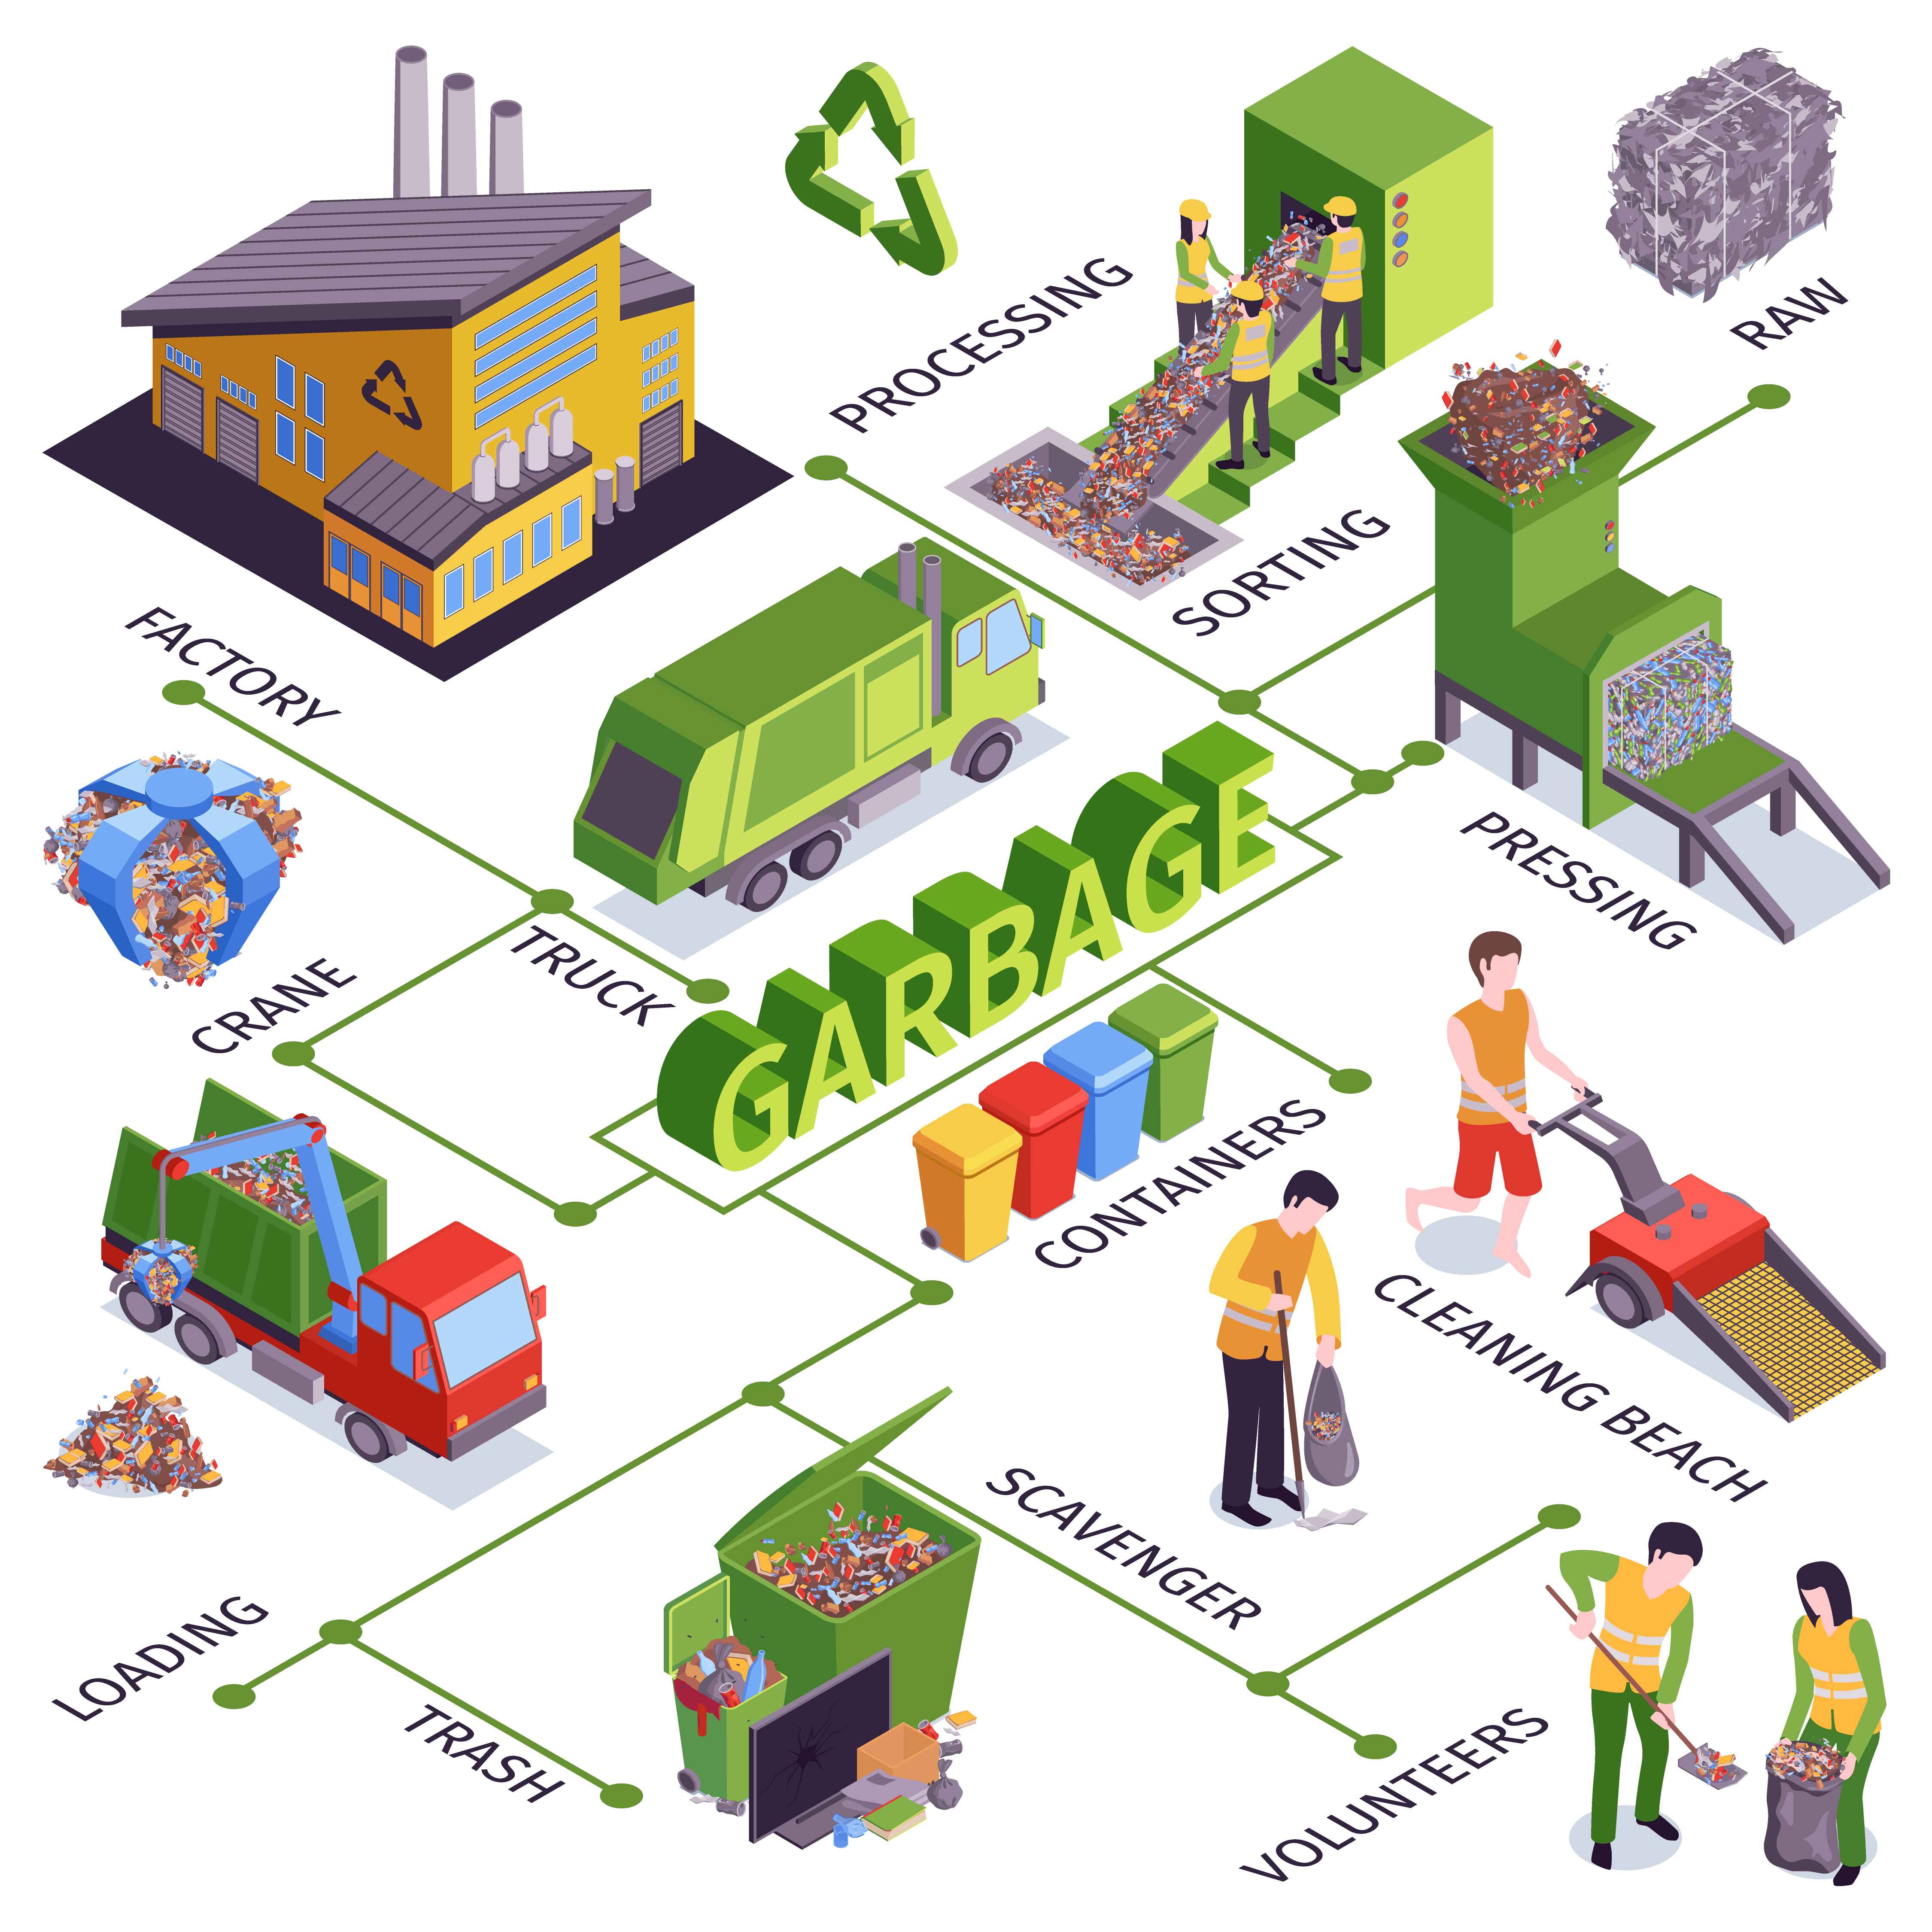 PROCESSING
RAW
SORTING
FACTORY
PRESSING
CRANE
TRUCK
GARBAGE
CONTAINERS
CLEANING BEACH
SCAVENGER
LOADING
TRASH
VOLUNTEERS